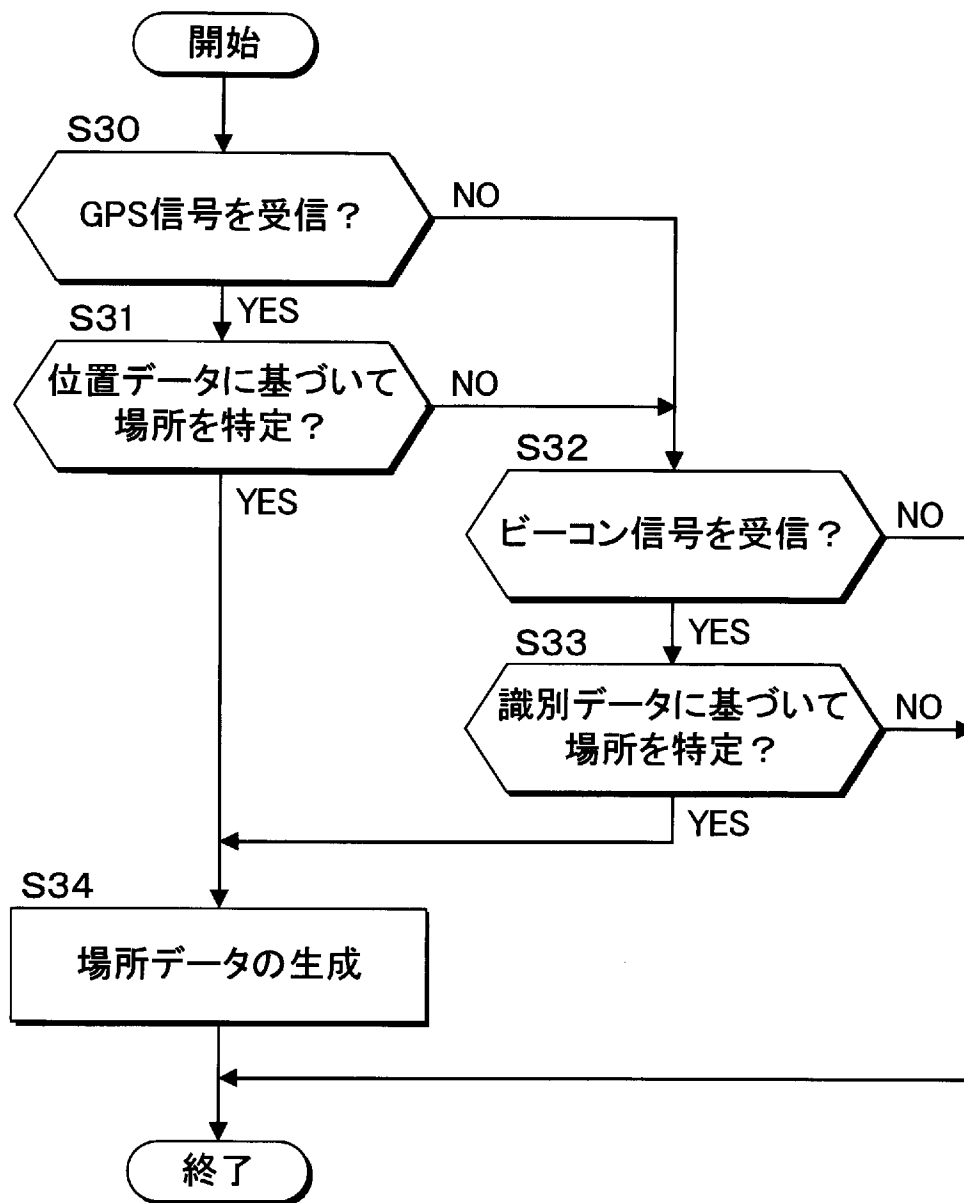 開始
S30
GPS信号を受信？
NO
YES
S31
位置データに基づいて
場所を特定？
NO
YES
S32
ビーコン信号を受信？
NO
YES
S33
識別データに基づいて
場所を特定？
NO
YES
S34
場所データの生成
終了